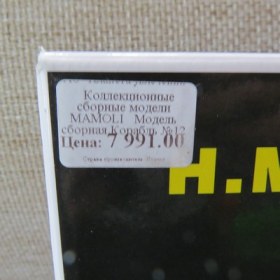 Коллекционные
сборные модели
MAMOLI Модель
сборная Корабль №12
Цена: 7 991.00
H.M